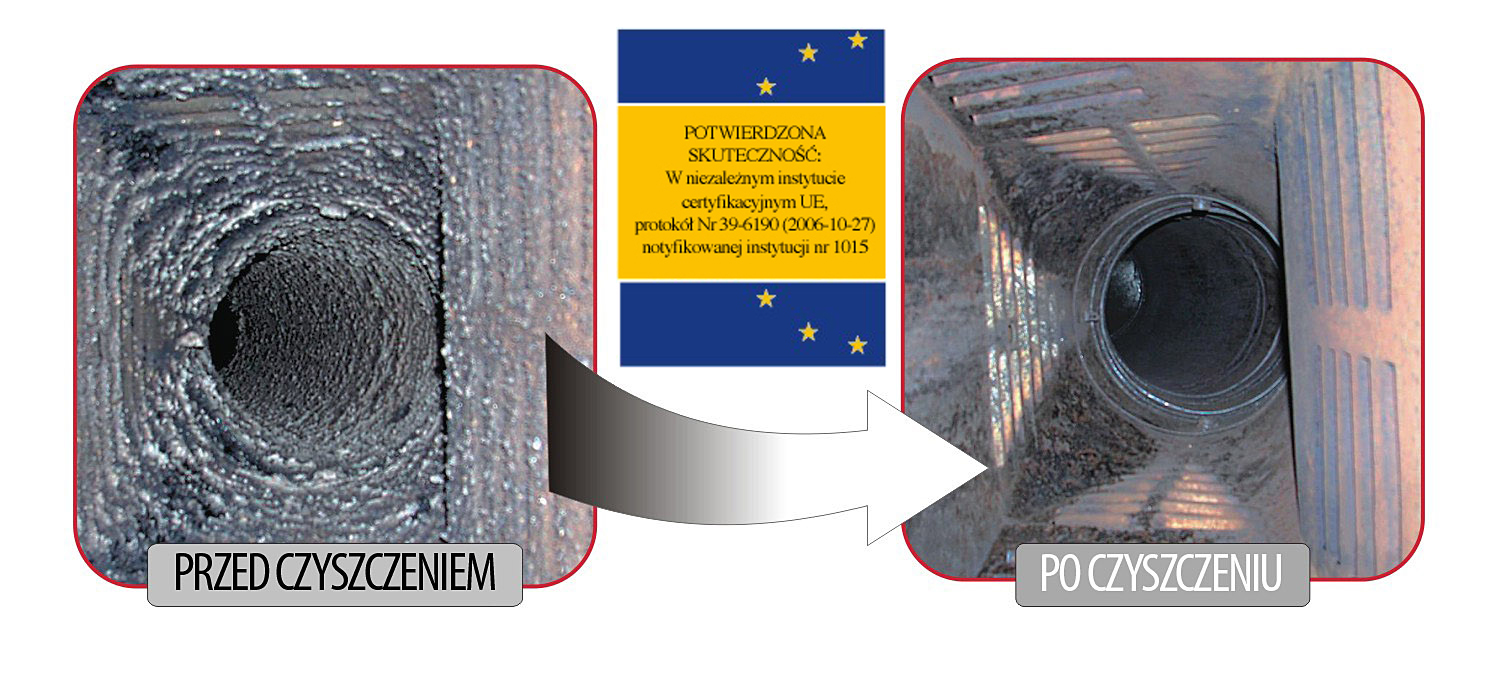 POTWIERDZONA
SKUTECZNOŚĆ:
W niezależnym instytucie
certyfikacyjnym UE,
protokół Nr 39-6190 (2006-10-27)
notyfikowanej instytucji nr 1015
PRZED CZYSZCZENIEM
PO CZYSZCZENIU